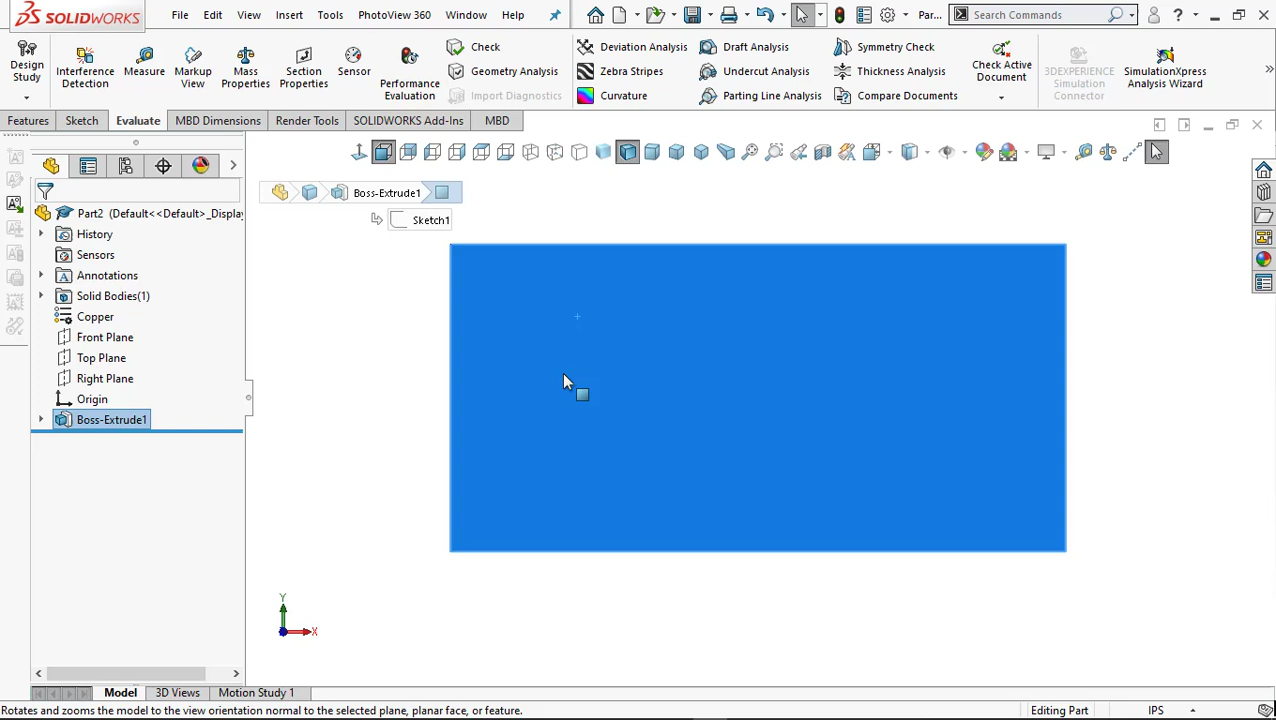 SOLIDWORKS File Edit View Insert Tools PhotoView 360 Window Help Par... Search Commands ?
Design Study
Interference Detection
Measure
Markup View
Mass Properties
Section Properties
Sensor
Performance Evaluation
Check
Geometry Analysis
Import Diagnostics
Deviation Analysis
Zebra Stripes
Curvature
Draft Analysis
Undercut Analysis
Parting Line Analysis
Symmetry Check
Thickness Analysis
Compare Documents
Check Active Document
3DEXPERIENCE Simulation Connector
SimulationXpress Analysis Wizard
Features Sketch Evaluate MBD Dimensions Render Tools SOLIDWORKS Add-Ins MBD
Boss-Extrude1
Sketch1
Part2 (Default<<Default>_Display
History
Sensors
Annotations
Solid Bodies(1)
Copper
Front Plane
Top Plane
Right Plane
Origin
Boss-Extrude1
Y
X
Model 3D Views Motion Study 1
Rotates and zooms the model to the view orientation normal to the selected plane, planar face, or feature. Editing Part IPS